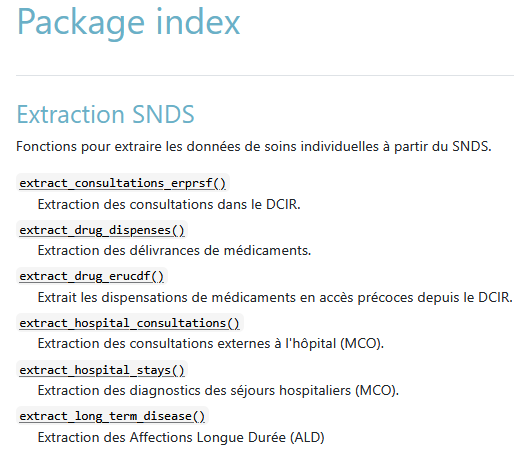 Package index
Extraction SNDS
Fonctions pour extraire les données de soins individuelles à partir du SNDS.
extract_consultations_erprsf()
Extraction des consultations dans le DCIR.
extract_drug_dispenses()
Extraction des délivrances de médicaments.
extract_drug_erucdf()
Extrait les dispensations de médicaments en accès précoces depuis le DCIR.
extract_hospital_consultations()
Extraction des consultations externes à l'hôpital (MCO).
extract_hospital_stays()
Extraction des diagnostics des séjours hospitaliers (MCO).
extract_long_term_disease()
Extraction des Affections Longue Durée (ALD)